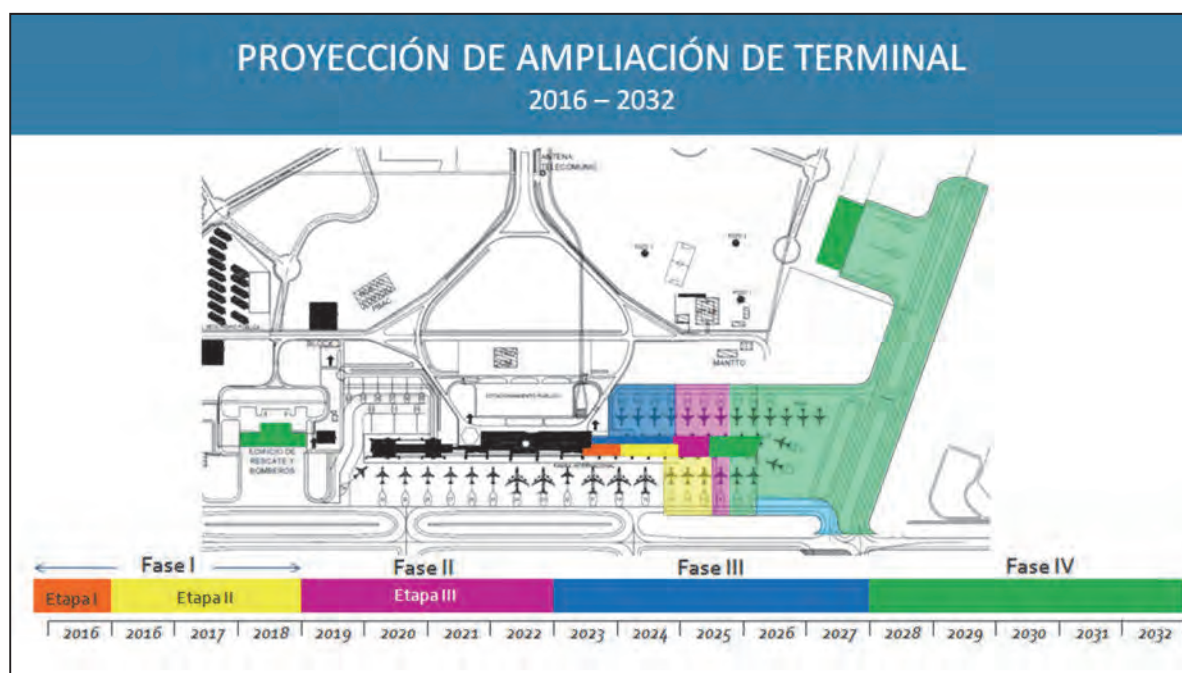 PROYECCIÓN DE AMPLIACIÓN DE TERMINAL
2016 – 2032
ANTENA
TELECOMUNIC
MANTTO
ESTACIONAMIENTO PUBLICO
EDIFICIO DE
RESCATE Y
BOMBEROS
Fase I
Fase II
Fase III
Fase IV
Etapa I
Etapa II
Etapa III
2016
2016
2017
2018
2019
2020
2021
2022
2023
2024
2025
2026
2027
2028
2029
2030
2031
2032